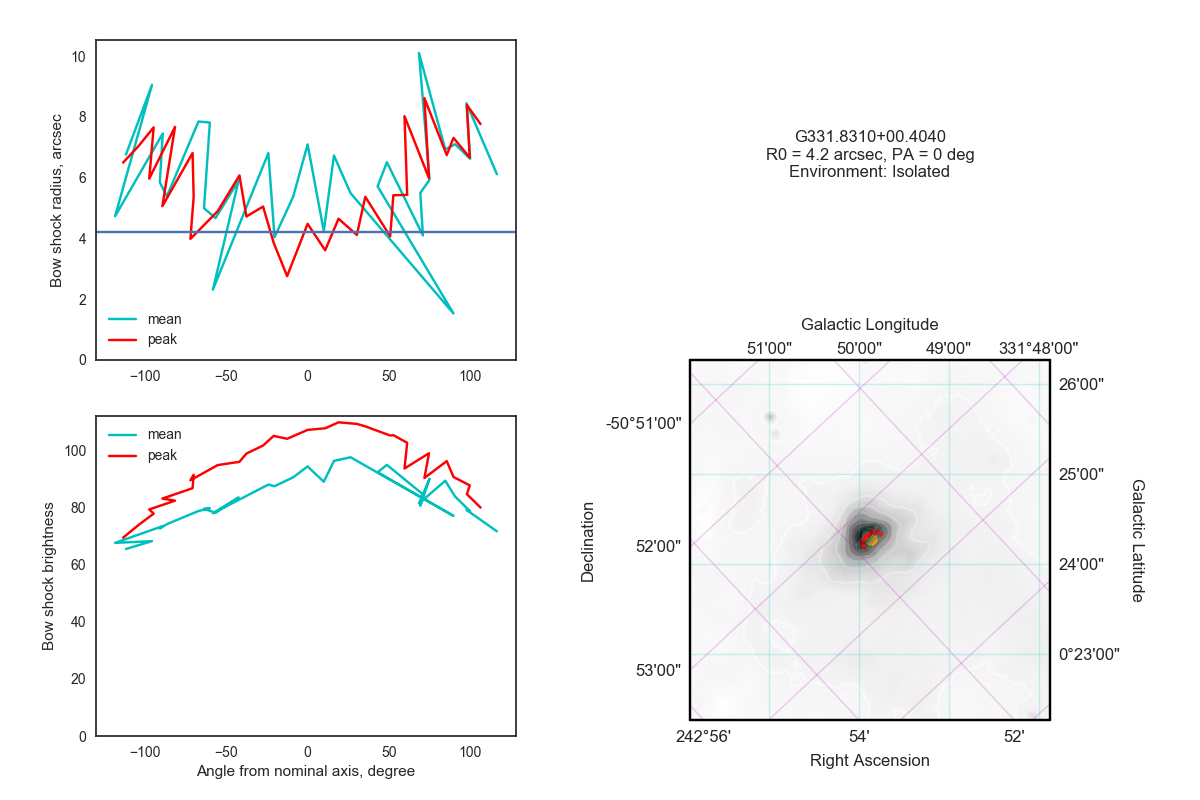 10
8
6
4
2
0
Bow shock radius, arcsec
mean
peak
−100
−50
0
50
100
G331.8310+00.4040
R0 = 4.2 arcsec, PA = 0 deg
Environment: Isolated
100
80
60
40
20
0
Bow shock brightness
mean
peak
−100
−50
0
50
100
Angle from nominal axis, degree
Galactic Longitude
51'00"
50'00"
49'00"
331°48'00"
-50°51'00"
52'00"
53'00"
Declination
26'00"
25'00"
24'00"
0°23'00"
Galactic Latitude
242°56'
54'
52'
Right Ascension